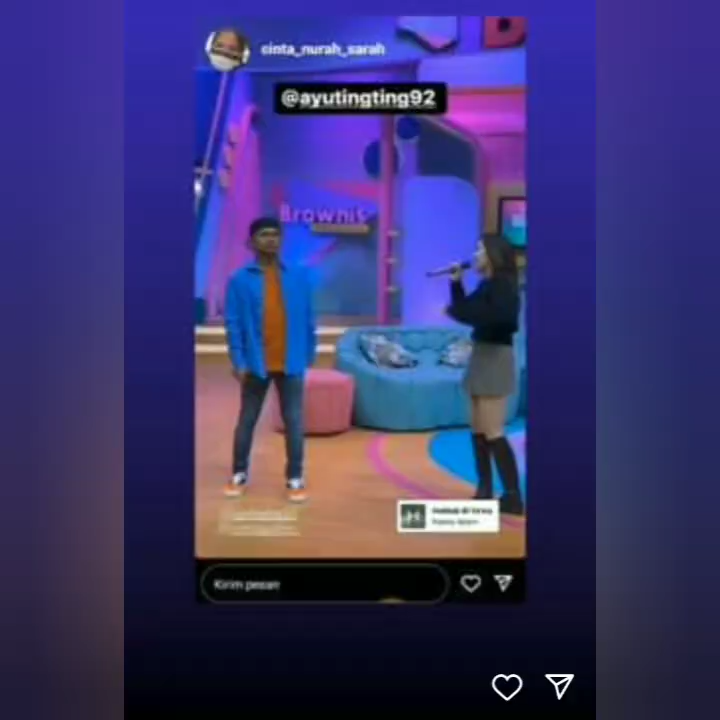 cinta_nurah_sarah
@ayutingting92
B
Brownis
Kirim pesan